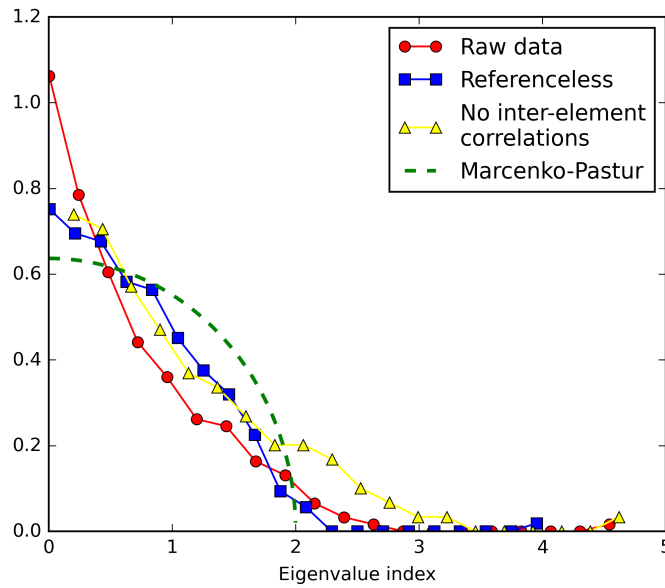 1.2
1.0
0.8
0.6
0.4
0.2
0.0
Raw data
Referenceless
No inter-element
correlations
Marcenko-Pastur
0 1 2 3 4 5
Eigenvalue index